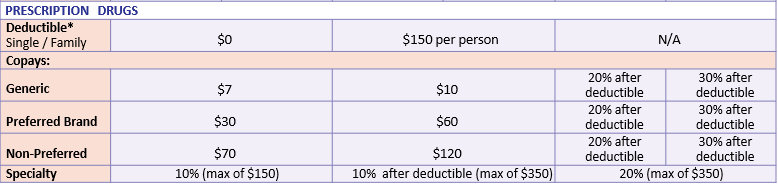 PRESCRIPTION DRUGS
Deductible*
Single / Family $0 $150 per person N/A
Copays:
Generic $7 $10 20% after deductible 30% after deductible
Preferred Brand $30 $60 20% after deductible 30% after deductible
Non-Preferred $70 $120 20% after deductible 30% after deductible
Specialty 10% (max of $150) 10% after deductible (max of $350) 20% (max of $350)